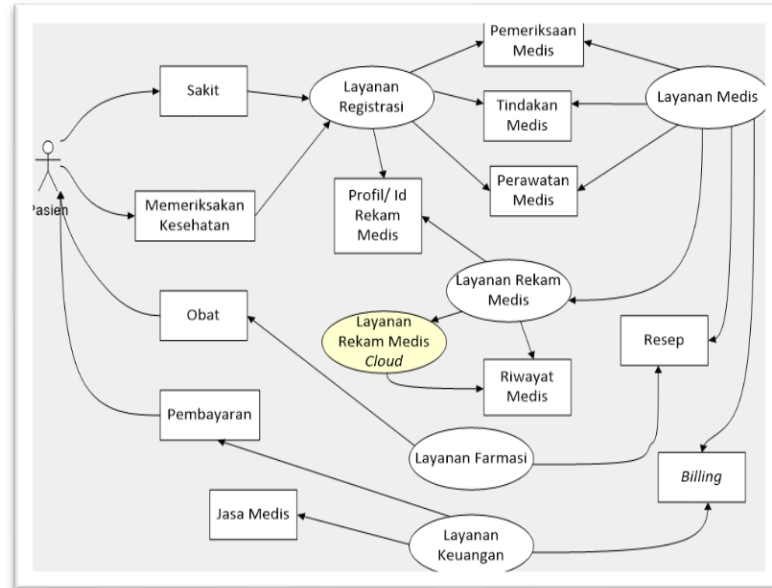 Pemeriksaan
Medis
Sakit
Layanan
Registrasi
Layanan Medis
Tindakan
Medis
Pasien
Memeriksakan
Kesehatan
Profil/ Id
Rekam
Medis
Perawatan
Medis
Layanan Rekam
Medis
Obat
Layanan
Rekam Medis
Cloud
Resep
Riwayat
Medis
Pembayaran
Layanan Farmasi
Billing
Jasa Medis
Layanan
Keuangan